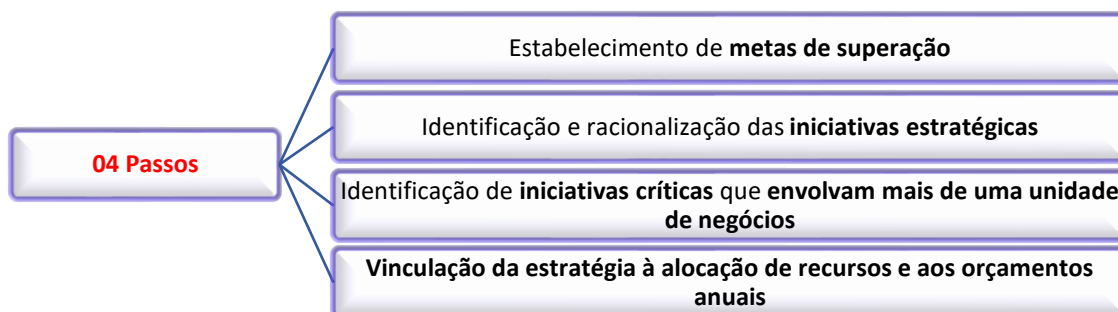 04 Passos
Estabelecimento de metas de superação
Identificação e racionalização das iniciativas estratégicas
Identificação de iniciativas críticas que envolvam mais de uma unidade
de negócios
Vinculação da estratégia à alocação de recursos e aos orçamentos
anuais